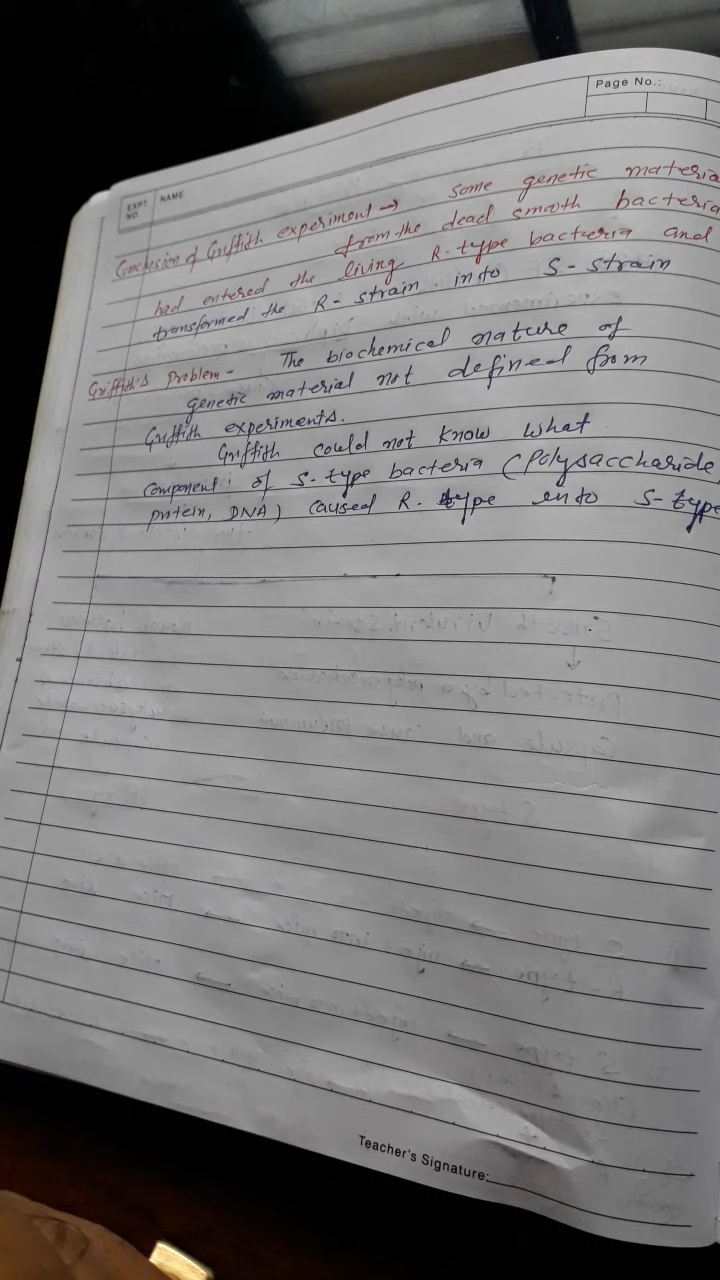 Page No.:
EXPT. NO.
NAME
Conclusion of Griffith experiment → Some genetic materia
from the dead smooth bacteria
had entered the living R-type bacteria and
transformed the R-strain into S-strain
Griffith's Problem - The biochemical nature of
genetic material not defined from
Griffith experiments.
Griffith could not know what
component of S-type bacteria (Polysaccharide,
protein, DNA) caused R-type into S-type
Teacher's Signature: